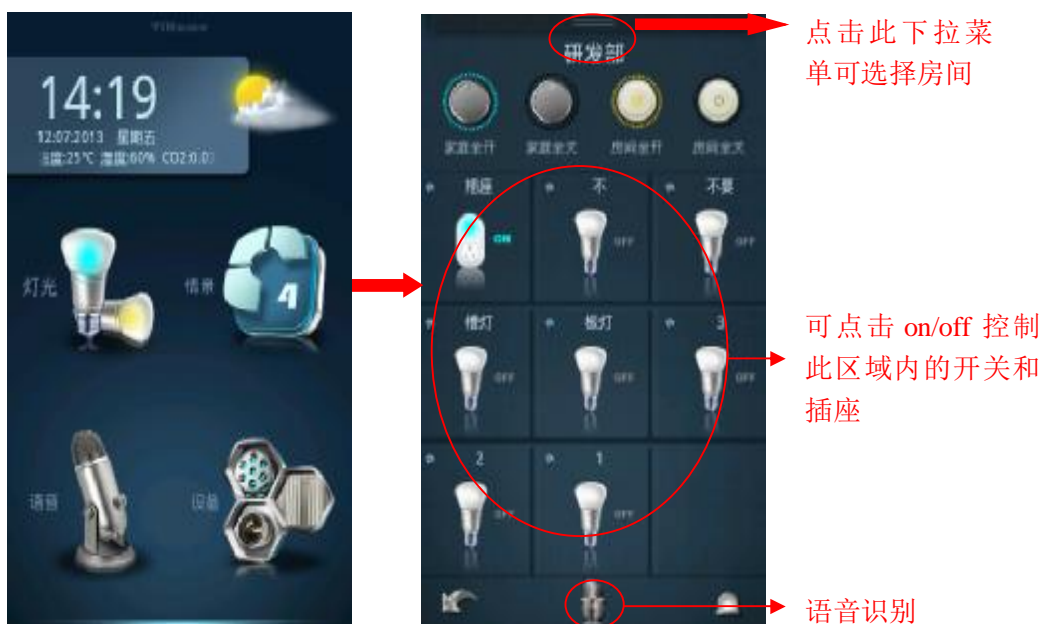 14:19
12:07:2013 星期五
温度:25℃ 湿度:60% CO2:0.0
灯光
情景
语音
设备
研发部
家庭全开 家庭全关 房间全开 房间全关
插座 不 不要
ON OFF OFF
槽灯 板灯 3
OFF OFF OFF
2 1
OFF OFF
点击此下拉菜
单可选择房间
可点击 on/off 控制
此区域内的开关和
插座
语音识别